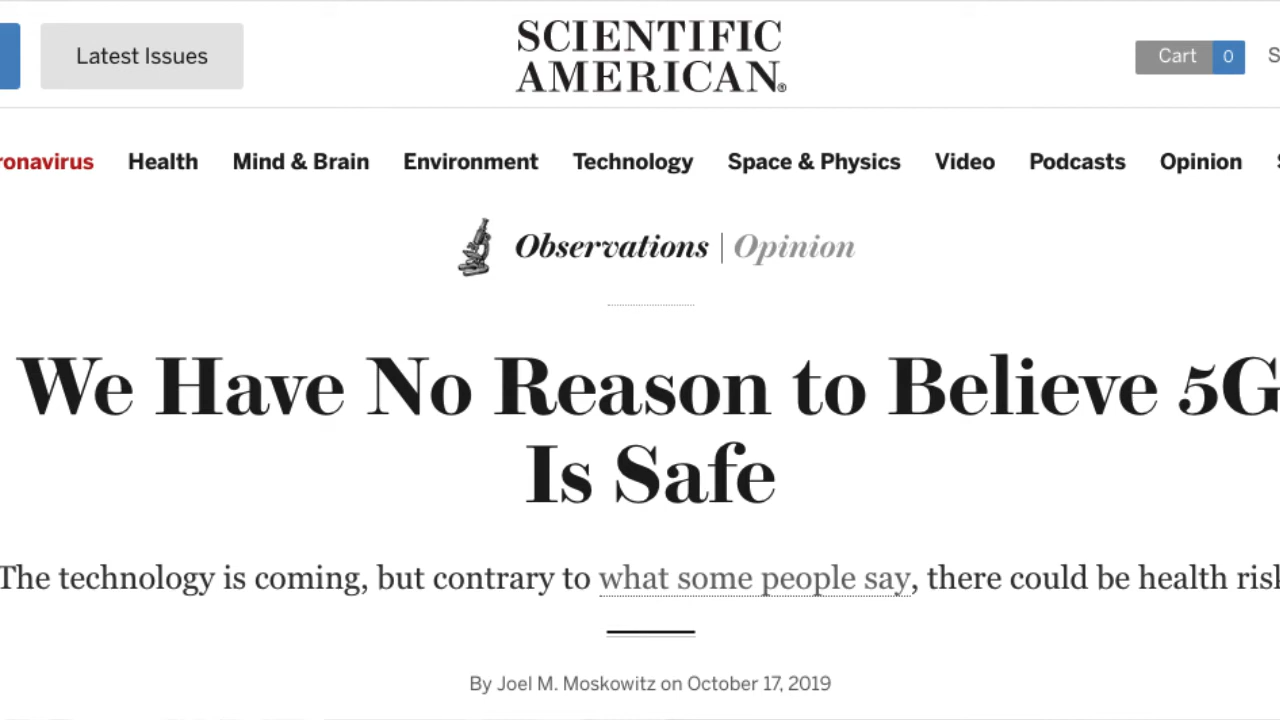 Latest Issues
SCIENTIFIC
AMERICAN®
Cart 0 S
ronavirus Health Mind & Brain Environment Technology Space & Physics Video Podcasts Opinion
Observations | Opinion
We Have No Reason to Believe 5G
Is Safe
The technology is coming, but contrary to what some people say, there could be health risk
By Joel M. Moskowitz on October 17, 2019